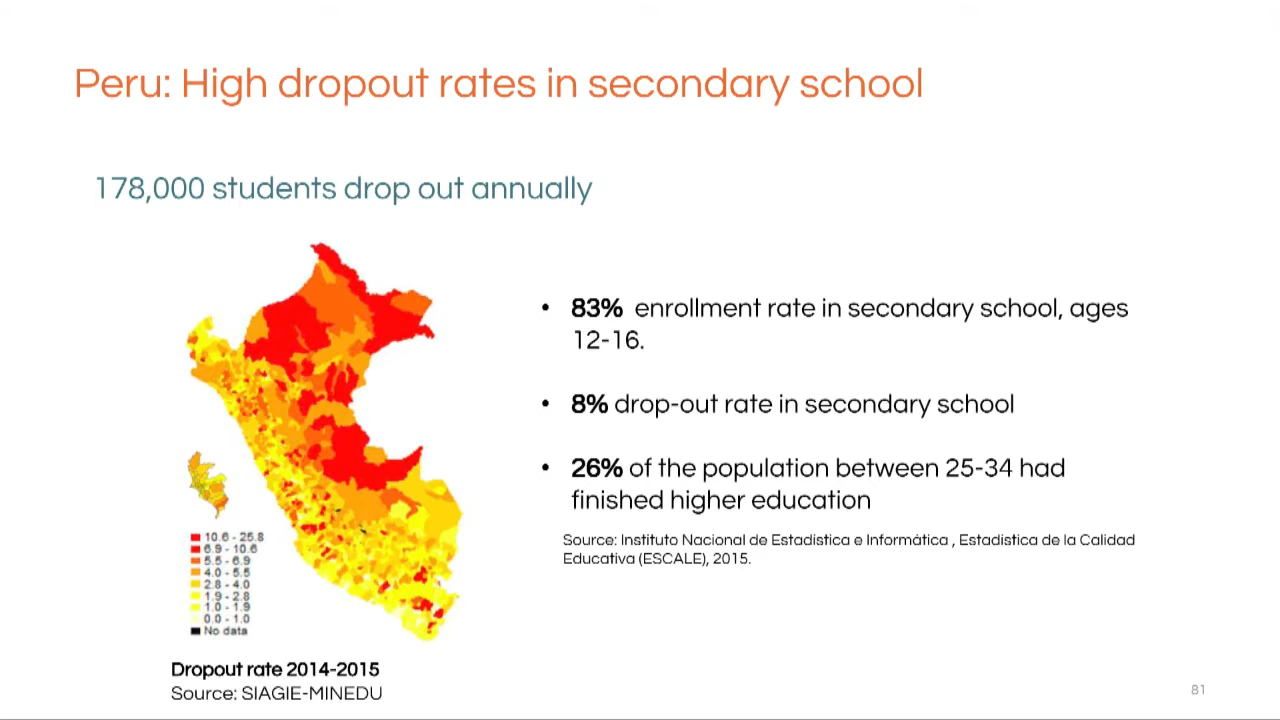 Peru: High dropout rates in secondary school
178,000 students drop out annually
• 83% enrollment rate in secondary school, ages
12-16.
• 8% drop-out rate in secondary school
• 26% of the population between 25-34 had
finished higher education
Source: Instituto Nacional de Estadística e Informática , Estadística de la Calidad
Educativa (ESCALE), 2015.
10.6 - 25.8
6.9 - 10.6
5.5 - 6.9
4.0 - 5.5
2.8 - 4.0
1.9 - 2.8
1.0 - 1.9
0.0 - 1.0
No data
Dropout rate 2014-2015
Source: SIAGIE-MINEDU
81